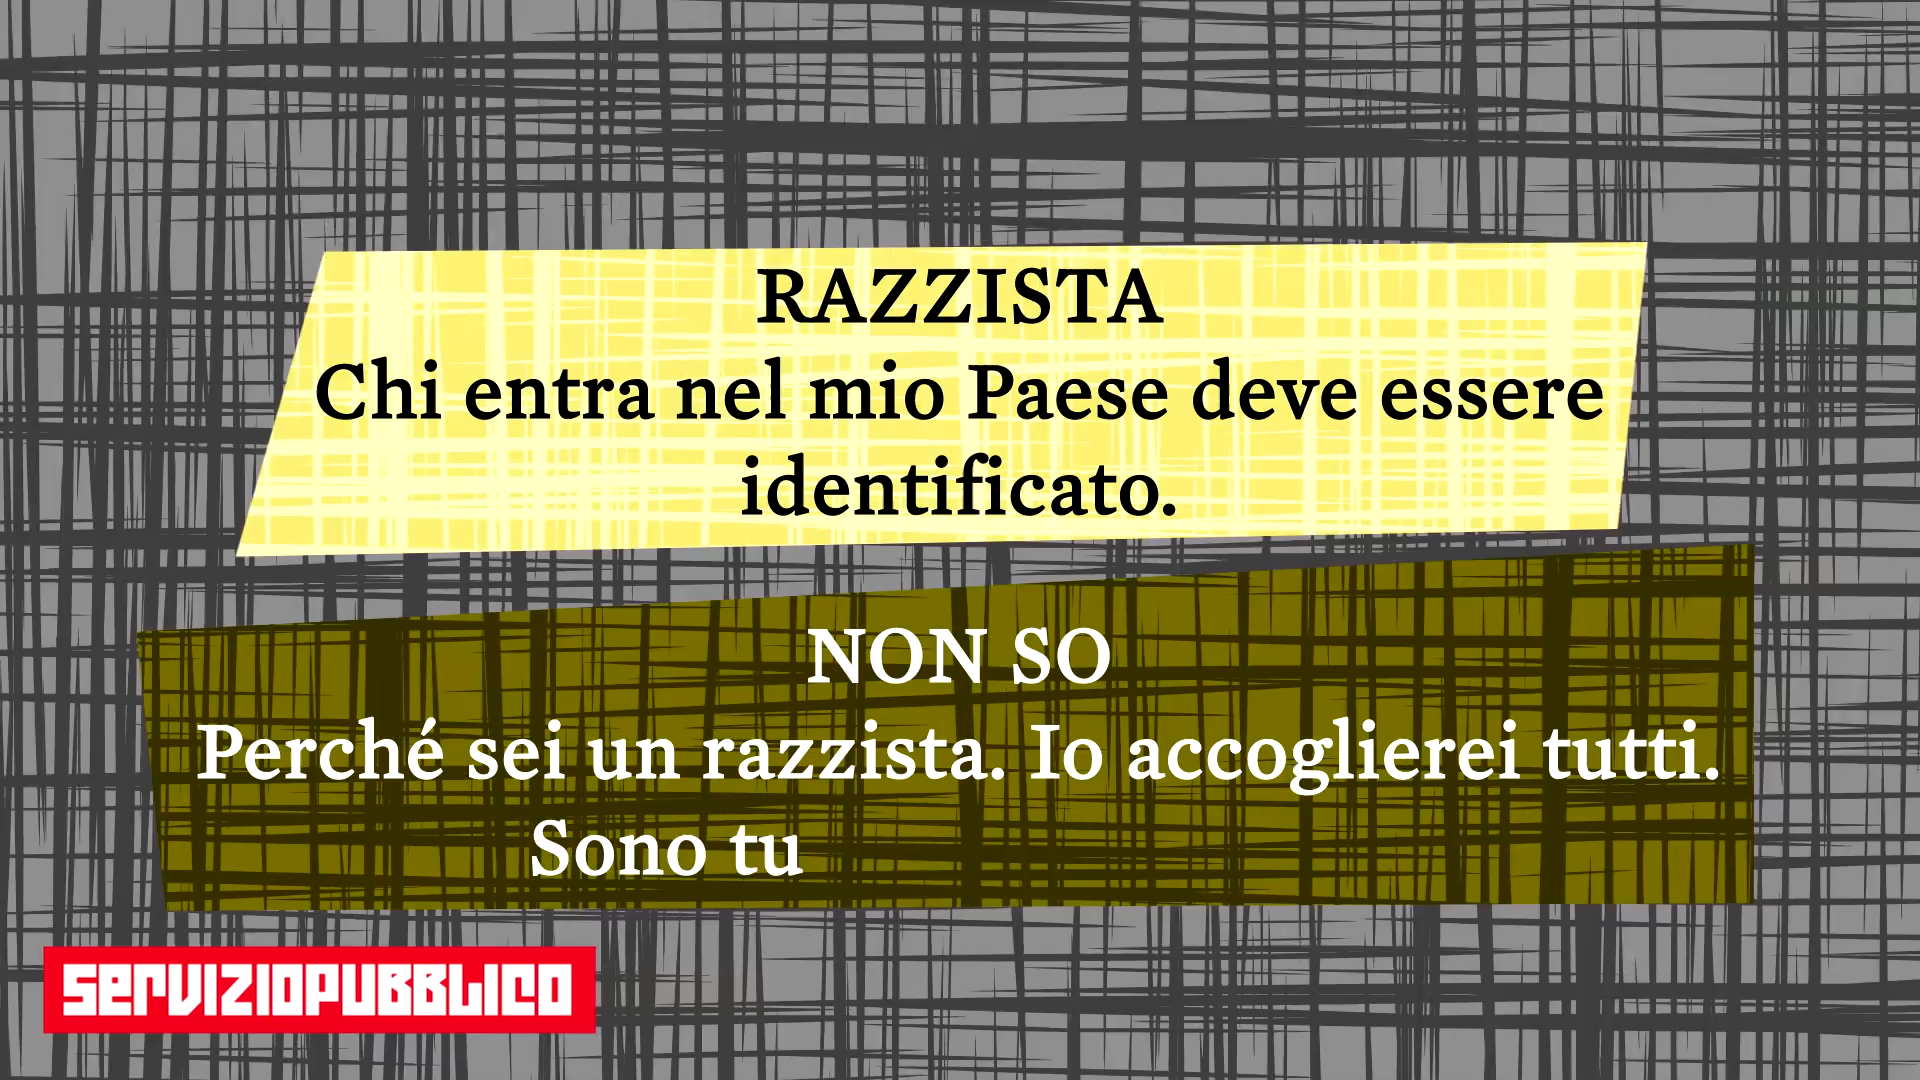 RAZZISTA
Chi entra nel mio Paese deve essere
identificato.
NON SO
Perché sei un razzista. Io accoglierei tutti.
Sono tu
SERVIZIOPUBBLICO